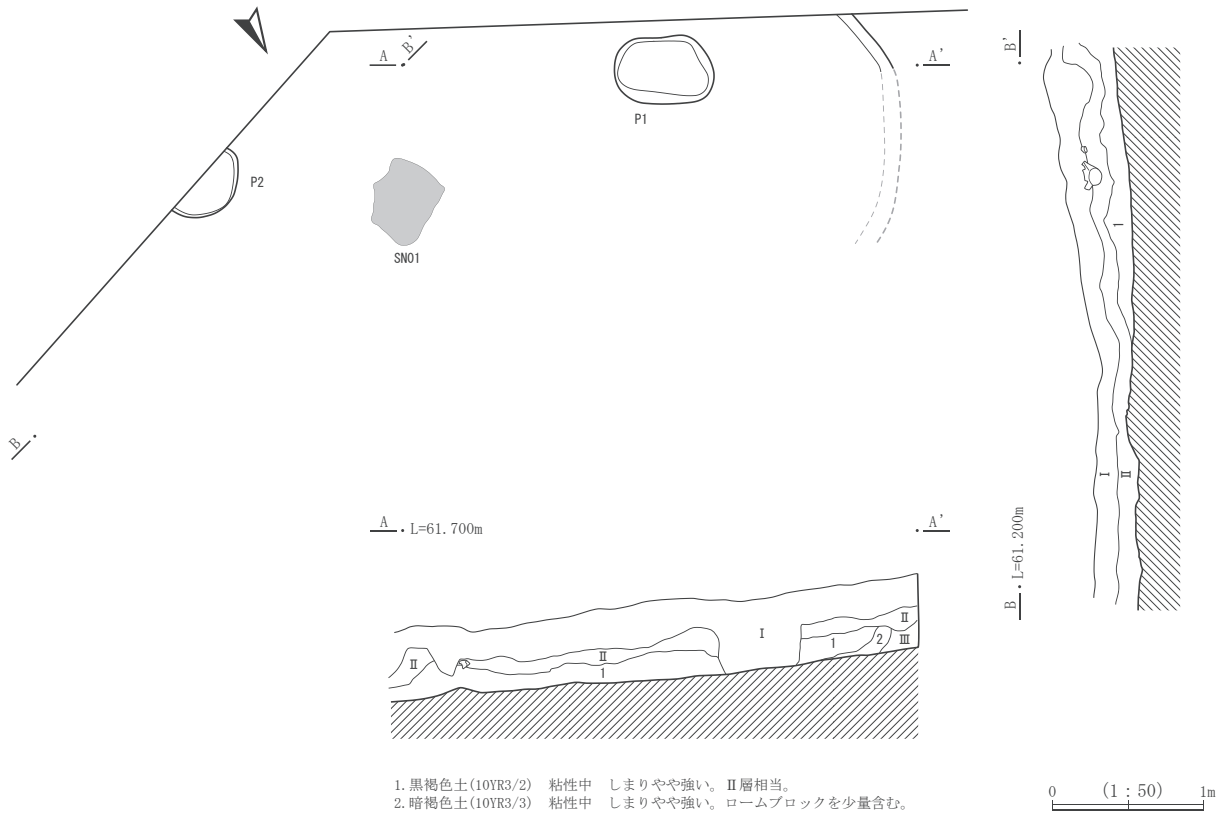 A
B'
A'
P1
P2
SN01
B
B'
1
Ⅰ
Ⅱ
B
L=61.200m
A
L=61.700m
A'
Ⅰ
Ⅱ
Ⅱ
1
Ⅱ
1
2
Ⅲ
1. 黒褐色土(10YR3/2) 粘性中 しまりやや強い。Ⅱ層相当。
2. 暗褐色土(10YR3/3) 粘性中 しまりやや強い。ロームブロックを少量含む。
0 (1：50) 1m